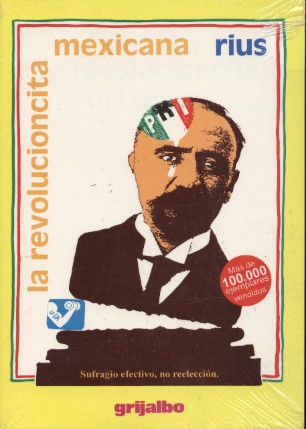 la revolucioncita
mexicana rius
PRI
Más de
100.000
ejemplares
vendidos
Sufragio efectivo, no reelección.
grijalbo